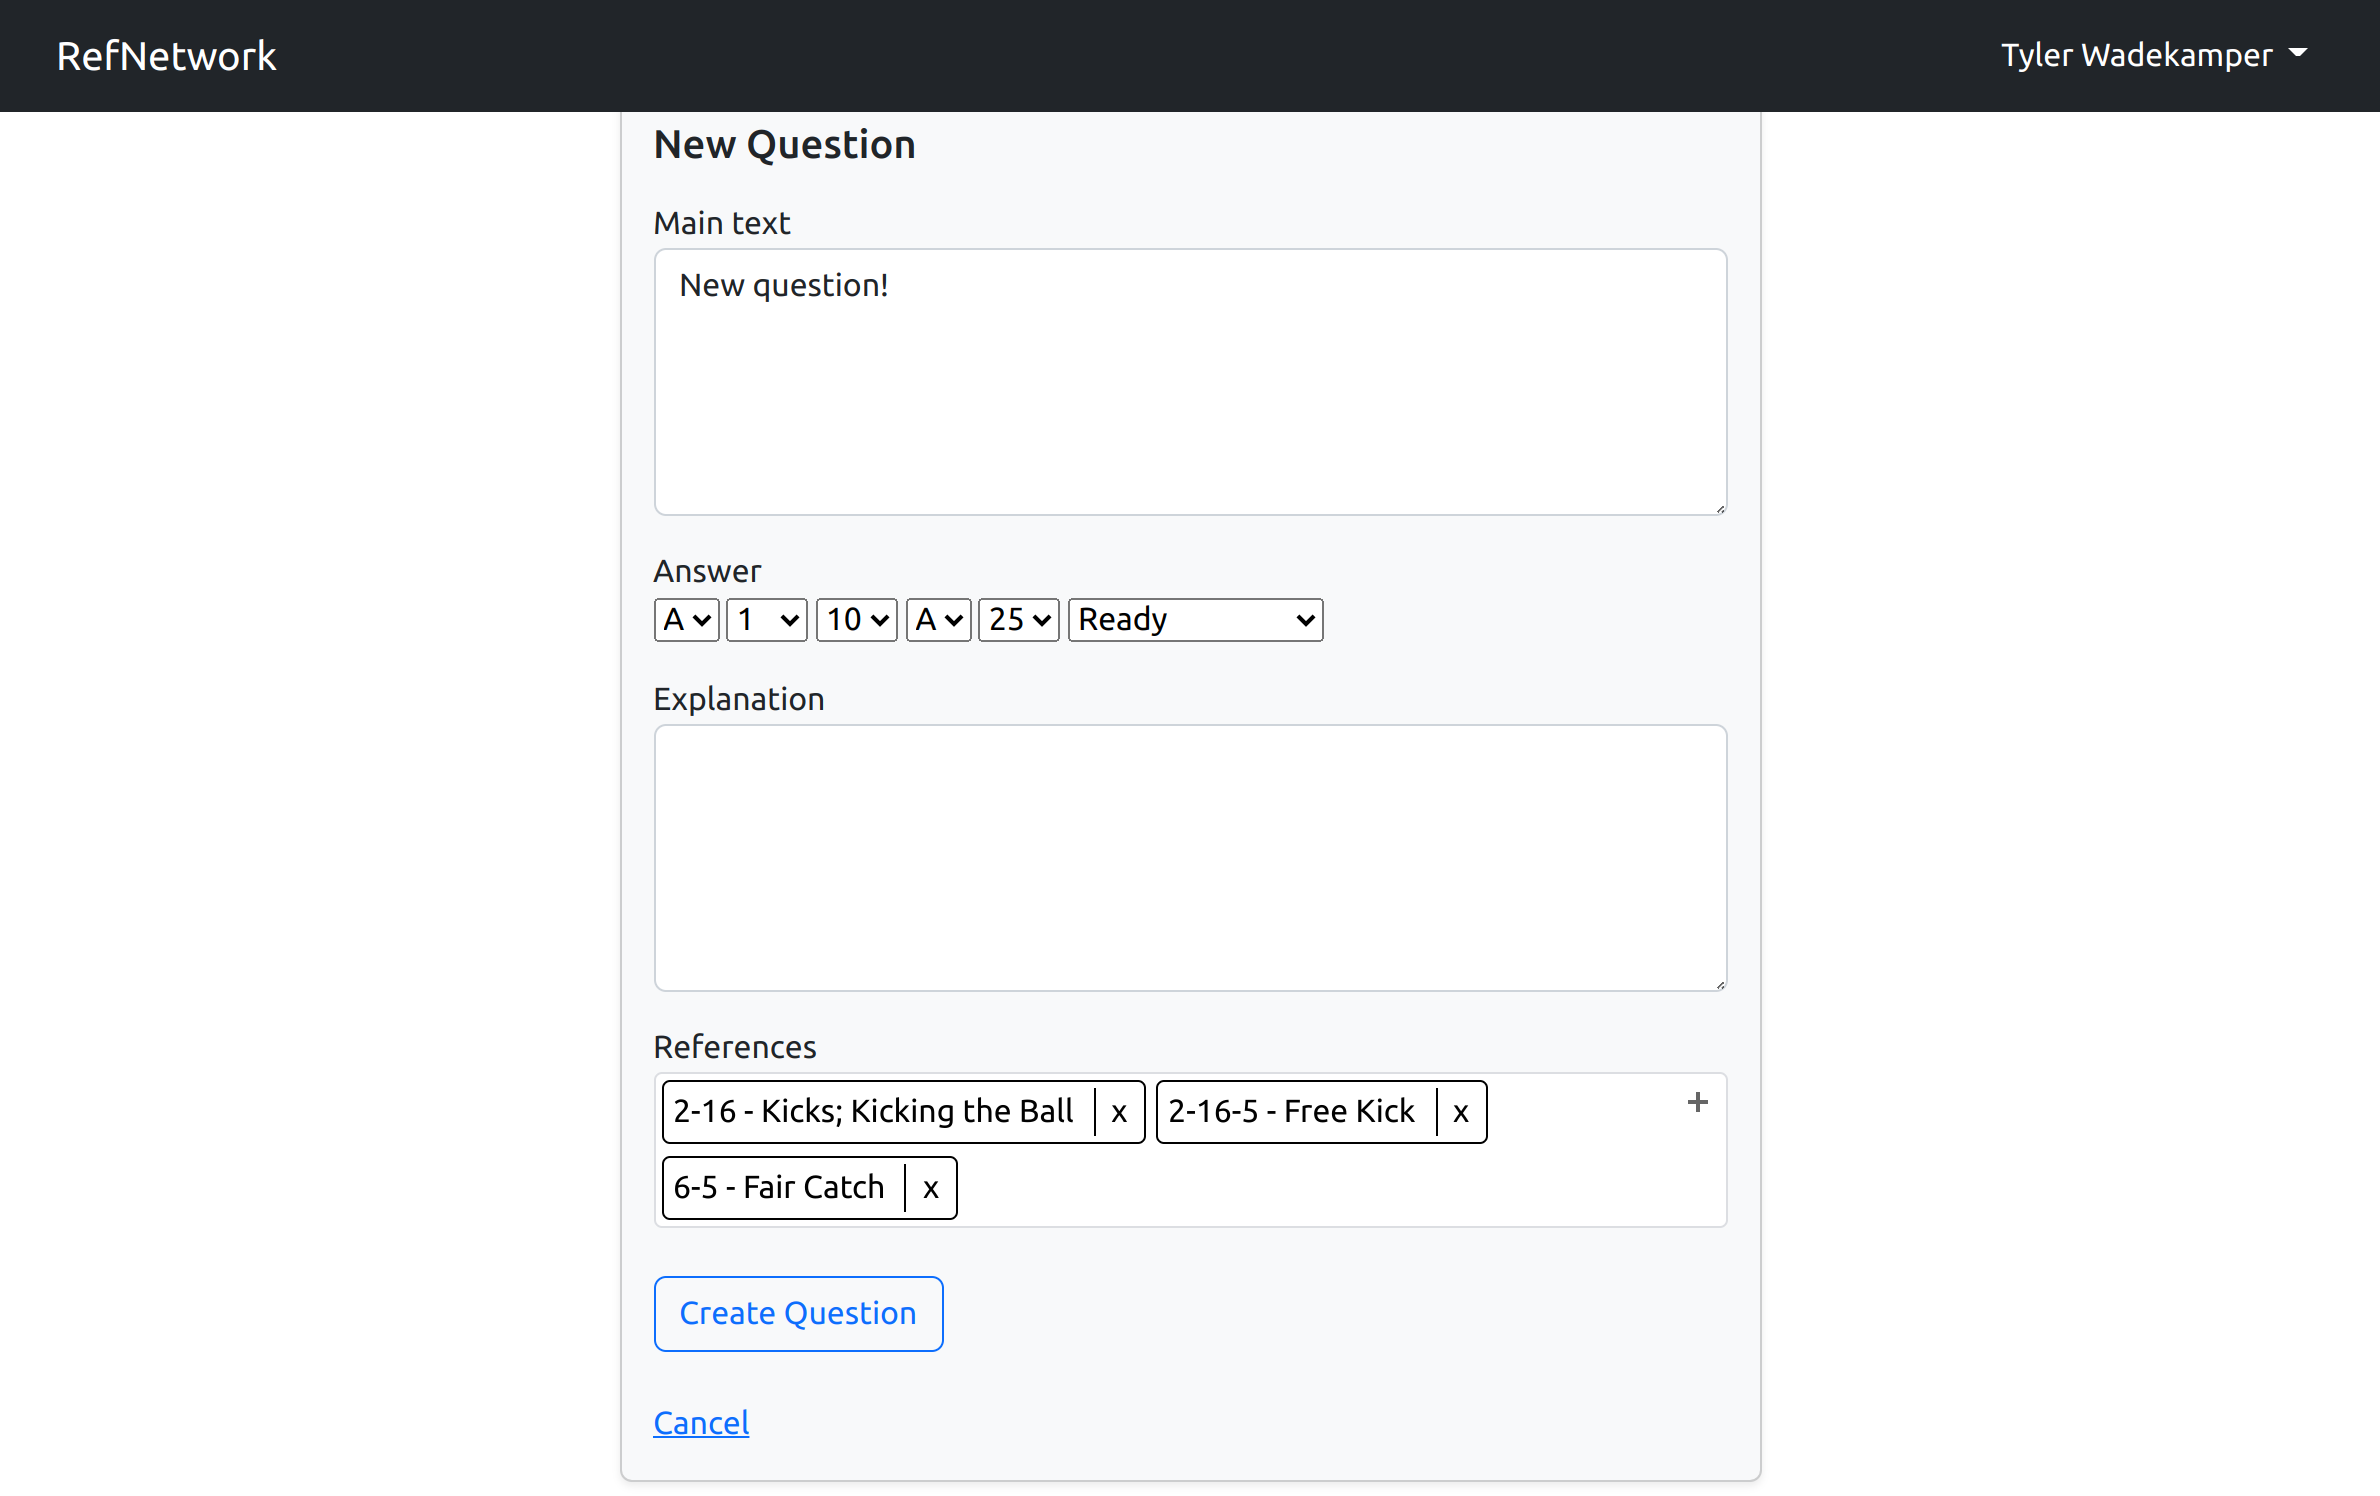 RefNetwork
Tyler Wadekamper
New Question
Main text
New question!
Answer
A 1 10 A 25 Ready
Explanation
References
2-16 - Kicks; Kicking the Ball x 2-16-5 - Free Kick x +
6-5 - Fair Catch x
Create Question
Cancel